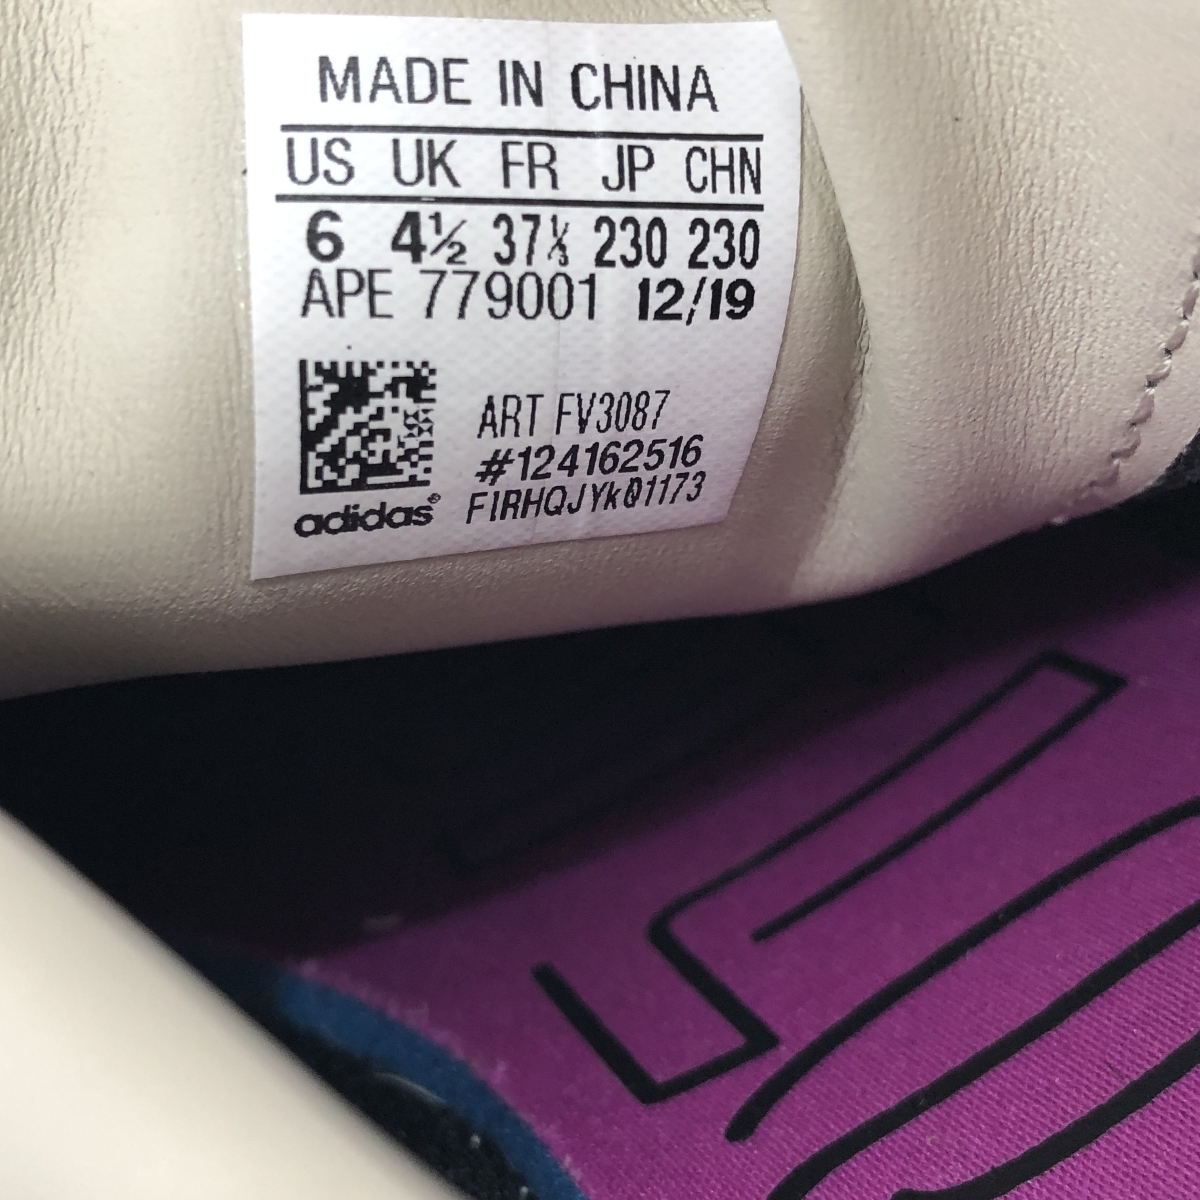 MADE IN CHINA
US UK FR JP CHN
6 4½ 37⅓ 230 230
APE 779001 12/19
ART FV3087
#124162516
FIRHQJYk01173
adidas®